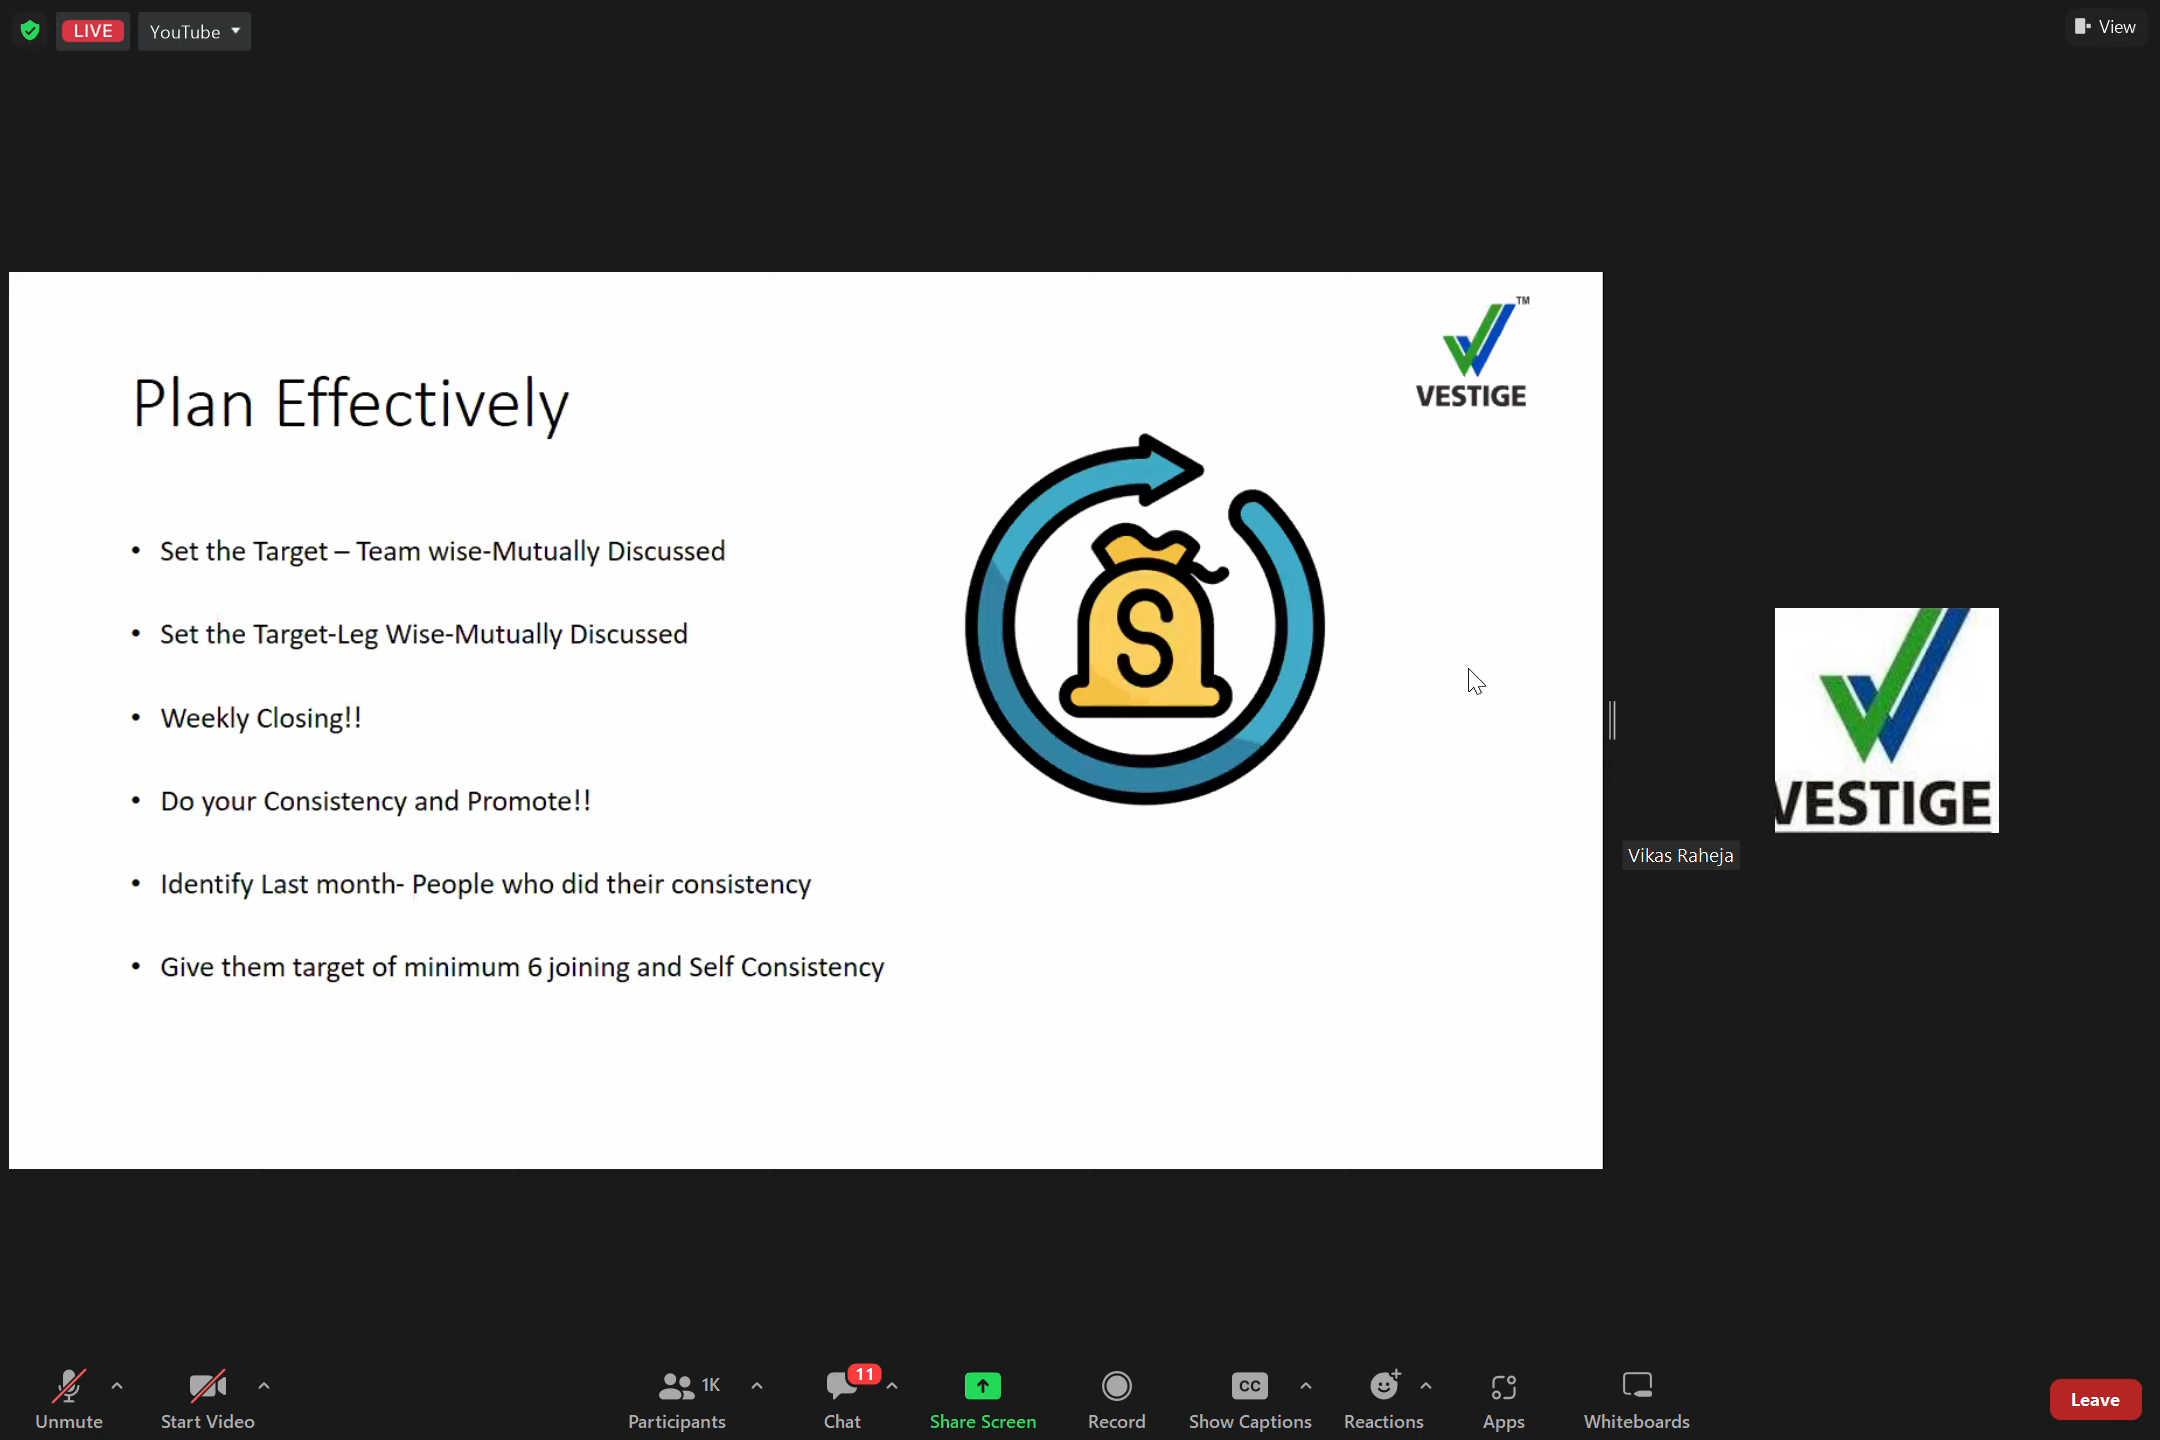 LIVE
YouTube
View
TM
VESTIGE
Plan Effectively
• Set the Target – Team wise-Mutually Discussed
• Set the Target-Leg Wise-Mutually Discussed
• Weekly Closing!!
• Do your Consistency and Promote!!
• Identify Last month- People who did their consistency
• Give them target of minimum 6 joining and Self Consistency
S
VESTIGE
Vikas Raheja
Unmute
Start Video
1K
Participants
11
Chat
Share Screen
Record
CC
Show Captions
Reactions
Apps
Whiteboards
Leave